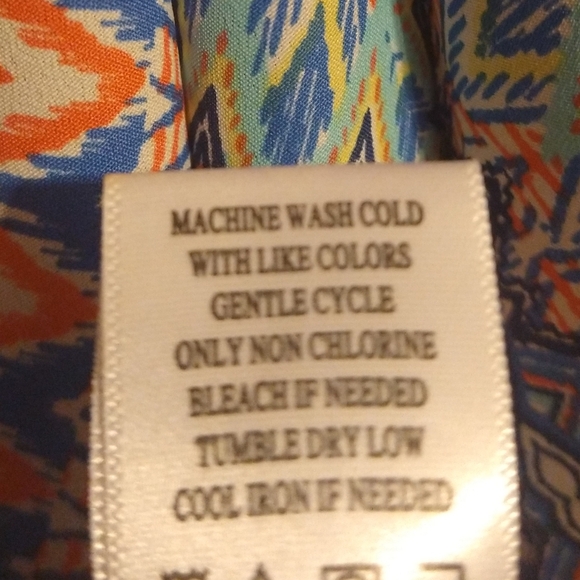 MACHINE WASH COLD
WITH LIKE COLORS
GENTLE CYCLE
ONLY NON CHLORINE
BLEACH IF NEEDED
TUMBLE DRY LOW
COOL IRON IF NEEDED